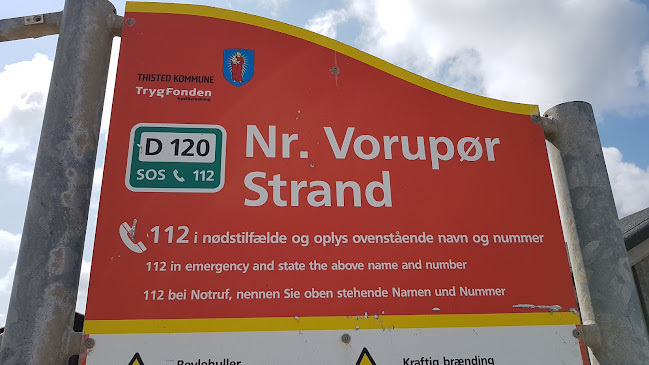 THISTED KOMMUNE
TrygFonden
Kystlivredning
D 120
SOS 112
Nr. Vorupør
Strand
112 i nødstilfælde og oplys ovenstående navn og nummer
112 in emergency and state the above name and number
112 bei Notruf, nennen Sie oben stehende Namen und Nummer
Revlehuller
Kraftig brænding